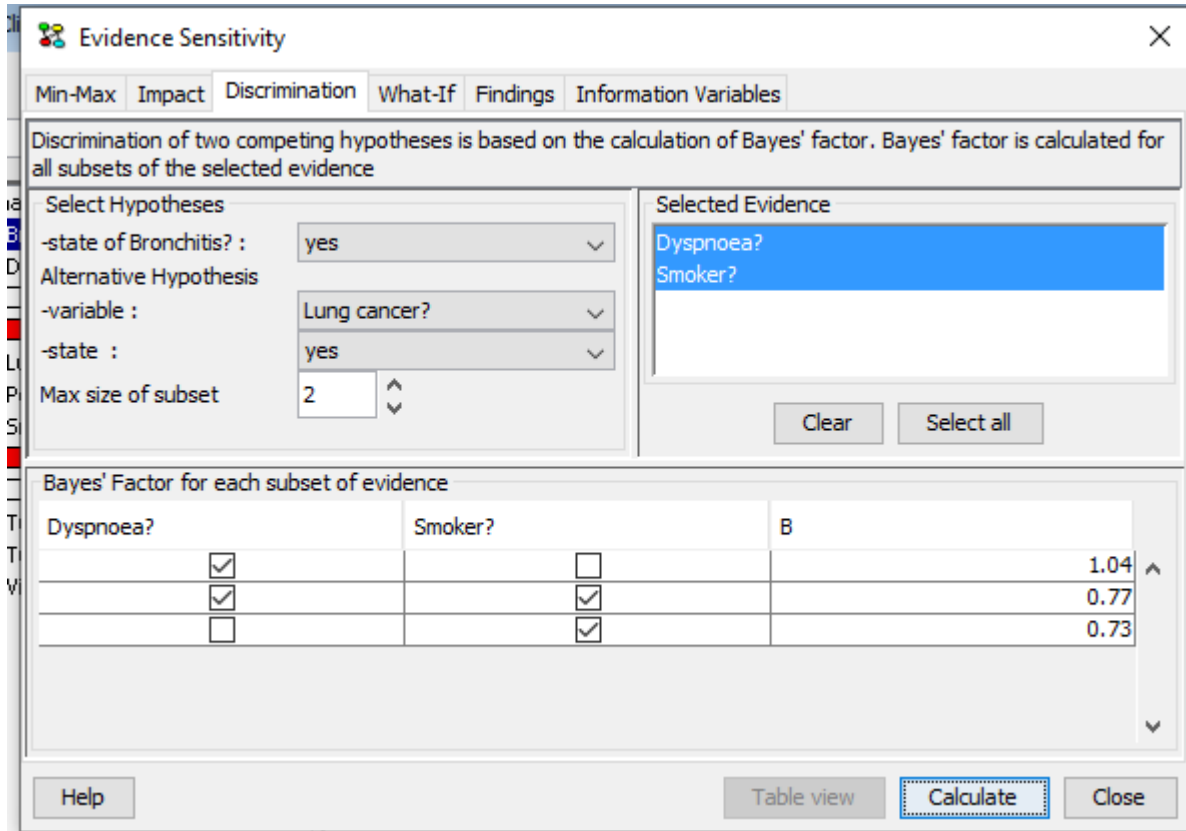 Evidence Sensitivity
Min-Max Impact Discrimination What-If Findings Information Variables
Discrimination of two competing hypotheses is based on the calculation of Bayes' factor. Bayes' factor is calculated for
all subsets of the selected evidence
Select Hypotheses
-state of Bronchitis? : yes
Alternative Hypothesis
-variable : Lung cancer?
-state : yes
Max size of subset 2
Selected Evidence
Dyspnoea?
Smoker?
Clear Select all
Bayes' Factor for each subset of evidence
Dyspnoea? Smoker? B
1.04
0.77
0.73
Help Table view Calculate Close